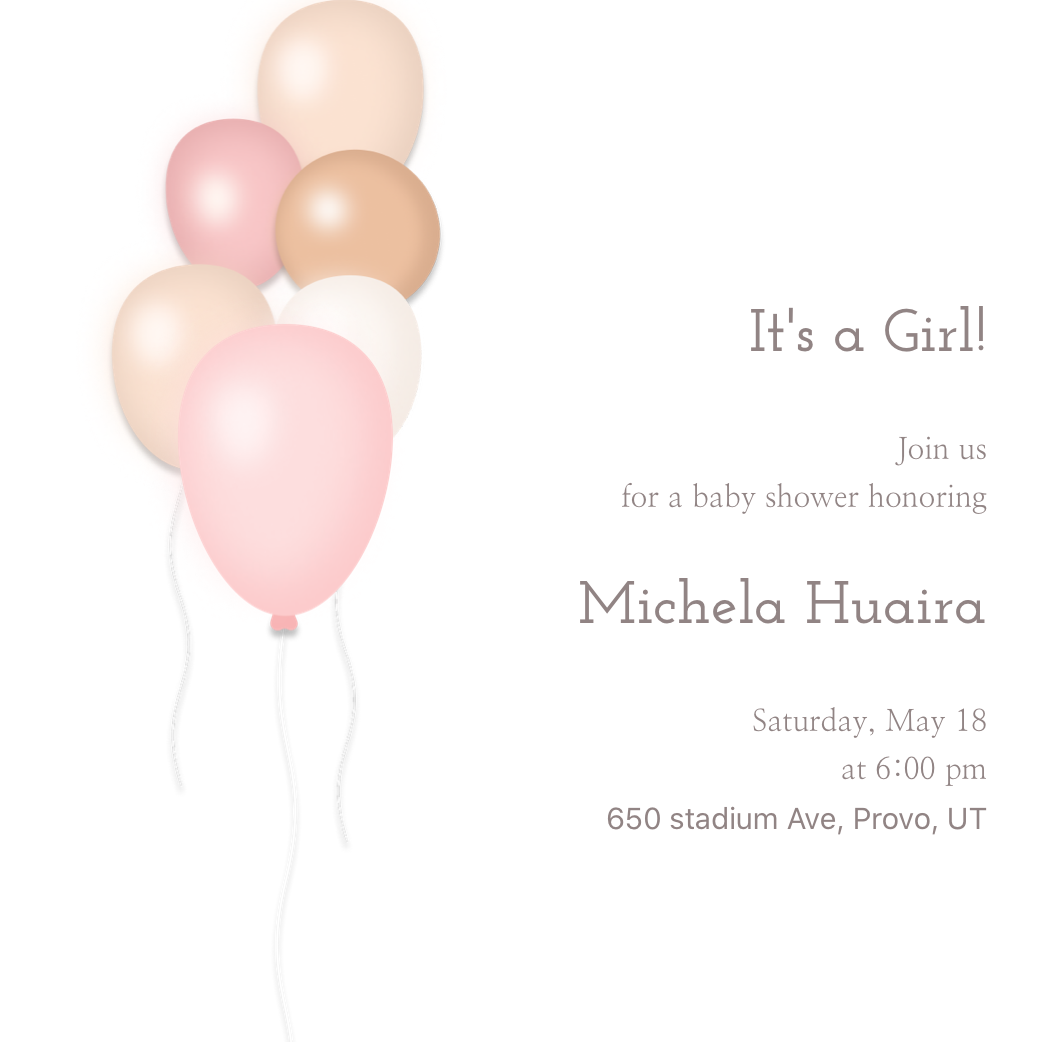 It's a Girl!
Join us
for a baby shower honoring
Michela Huaira
Saturday, May 18
at 6:00 pm
650 stadium Ave, Provo, UT